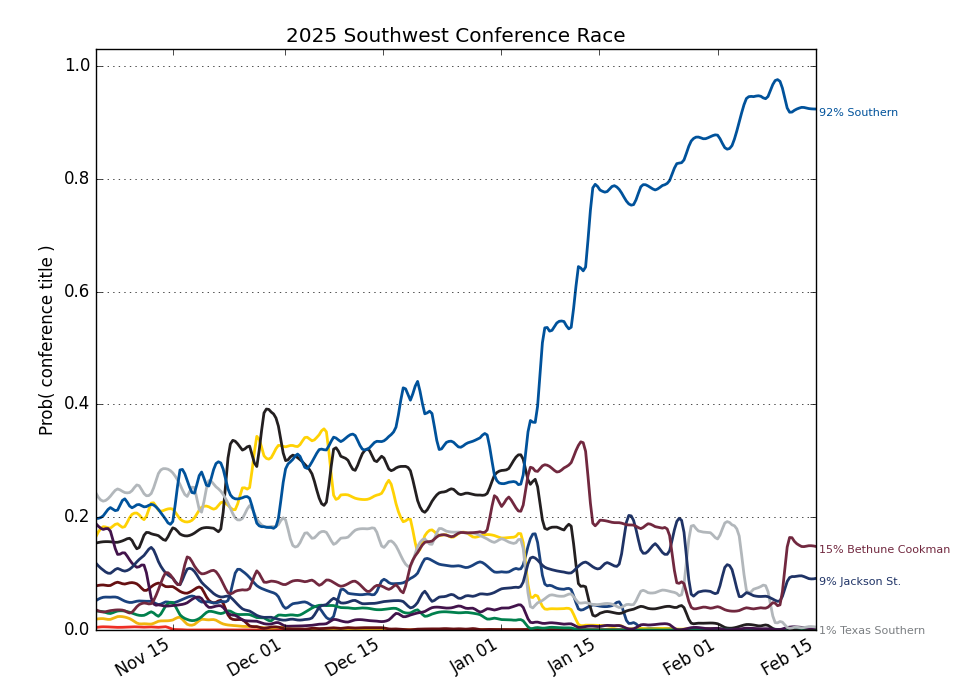 2025 Southwest Conference Race
Prob( conference title )
1.0
0.8
0.6
0.4
0.2
0.0
92% Southern
15% Bethune Cookman
9% Jackson St.
1% Texas Southern
Nov 15
Dec 01
Dec 15
Jan 01
Jan 15
Feb 01
Feb 15